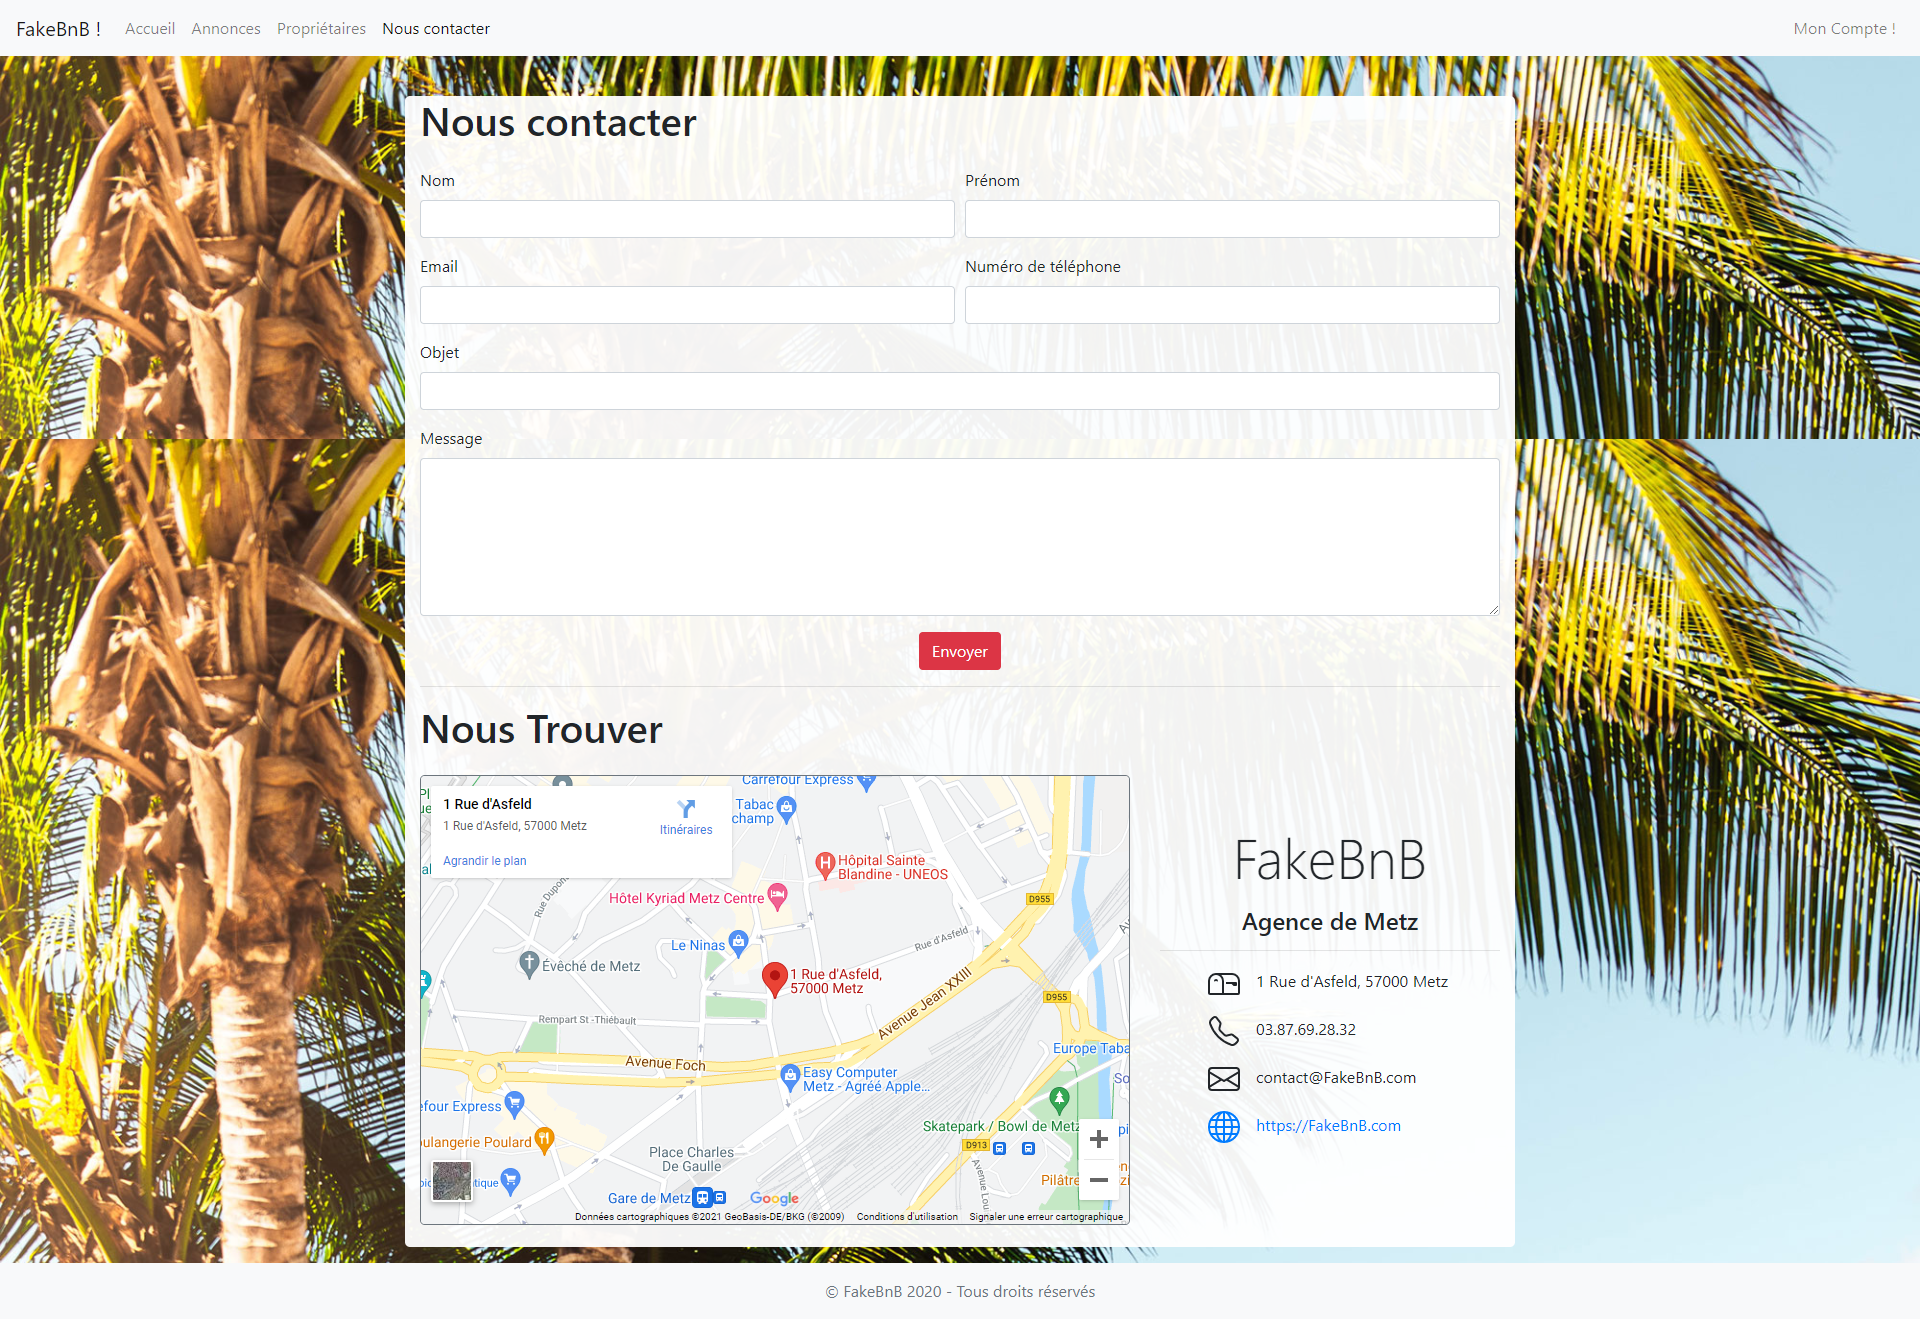 FakeBnB !
Accueil
Annonces
Propriétaires
Nous contacter
Mon Compte !
Nous contacter
Nom
Prénom
Email
Numéro de téléphone
Objet
Message
Envoyer
Nous Trouver
1 Rue d'Asfeld
1 Rue d'Asfeld, 57000 Metz
Itinéraires
Agrandir le plan
Carrefour Express
Tabac
champ
Hôpital Sainte
Blandine - UNEOS
Hôtel Kyriad Metz Centre
D955
Rue Dupont
Le Ninas
Rue d'Asfeld
Évêché de Metz
1 Rue d'Asfeld,
57000 Metz
Avenue Jean XXIII
D955
Rempart St-Thiébault
Avenue Foch
Europe Taba
Easy Computer
Metz - Agréé Apple...
efour Express
Skatepark / Bowl de Metz
oulangerie Poulard
D913
Place Charles
De Gaulle
Avenue Lou
Pilâtre
tique
Gare de Metz
Google
Données cartographiques ©2021 GeoBasis-DE/BKG (©2009)
Conditions d'utilisation
Signaler une erreur cartographique
FakeBnB
Agence de Metz
1 Rue d'Asfeld, 57000 Metz
03.87.69.28.32
contact@FakeBnB.com
https://FakeBnB.com
© FakeBnB 2020 - Tous droits réservés